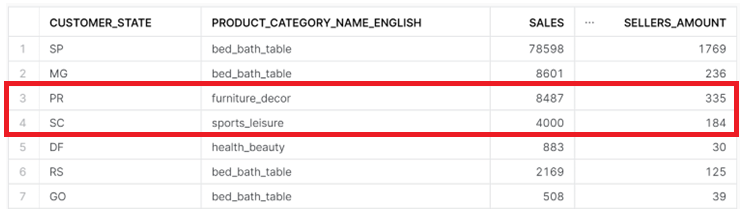 CUSTOMER_STATE PRODUCT_CATEGORY_NAME_ENGLISH SALES ... SELLERS_AMOUNT
1 SP bed_bath_table 78598 1769
2 MG bed_bath_table 8601 236
3 PR furniture_decor 8487 335
4 SC sports_leisure 4000 184
5 DF health_beauty 883 30
6 RS bed_bath_table 2169 125
7 GO bed_bath_table 508 39